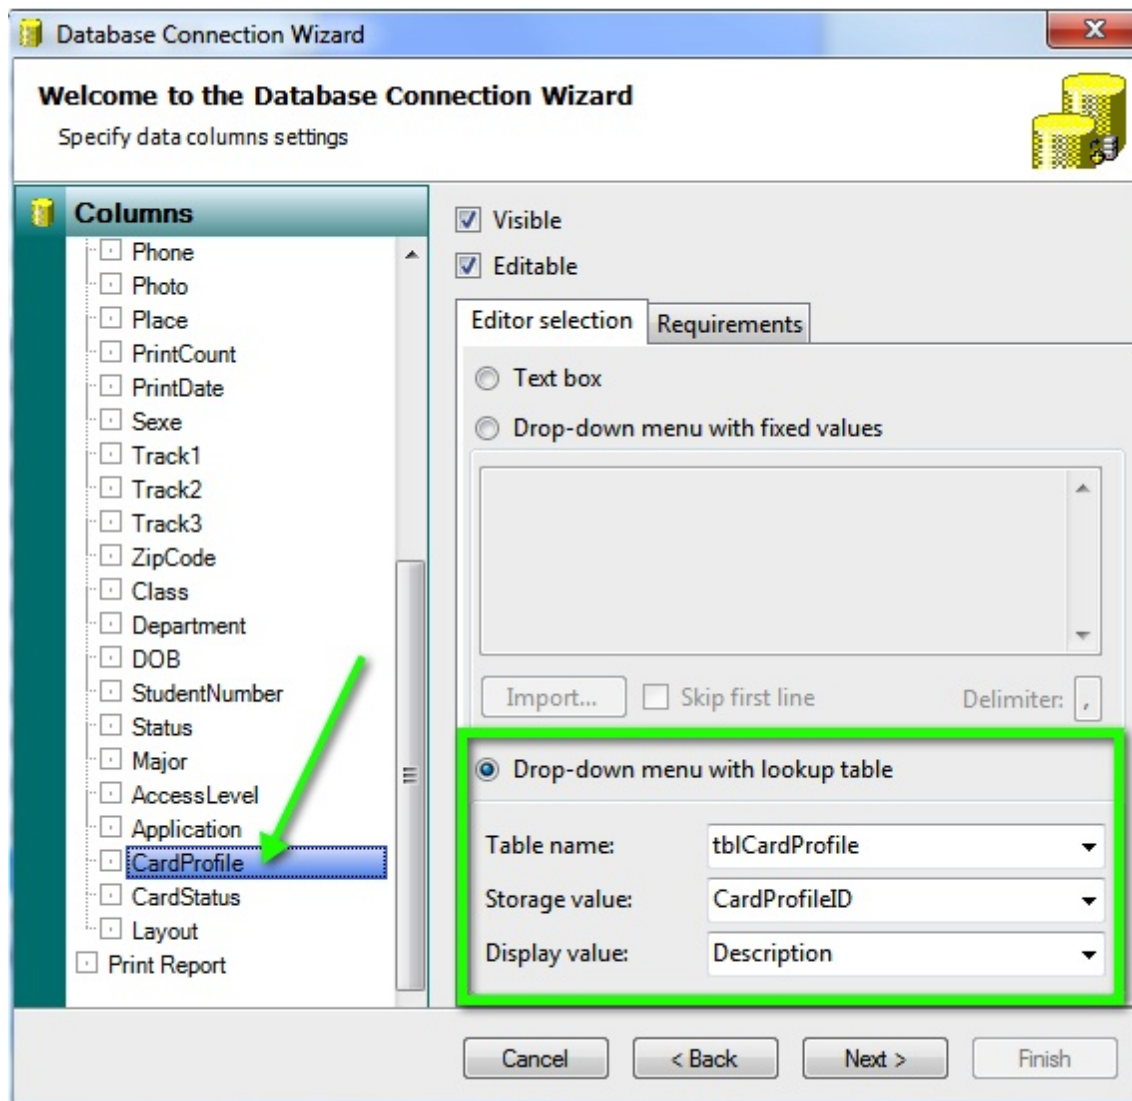 Database Connection Wizard
Welcome to the Database Connection Wizard
Specify data columns settings
Columns
Phone
Photo
Place
PrintCount
PrintDate
Sexe
Track1
Track2
Track3
ZipCode
Class
Department
DOB
StudentNumber
Status
Major
AccessLevel
Application
CardProfile
CardStatus
Layout
Print Report
Visible
Editable
Editor selection Requirements
Text box
Drop-down menu with fixed values
Import... Skip first line Delimiter: ,
Drop-down menu with lookup table
Table name: tblCardProfile
Storage value: CardProfileID
Display value: Description
Cancel < Back Next > Finish